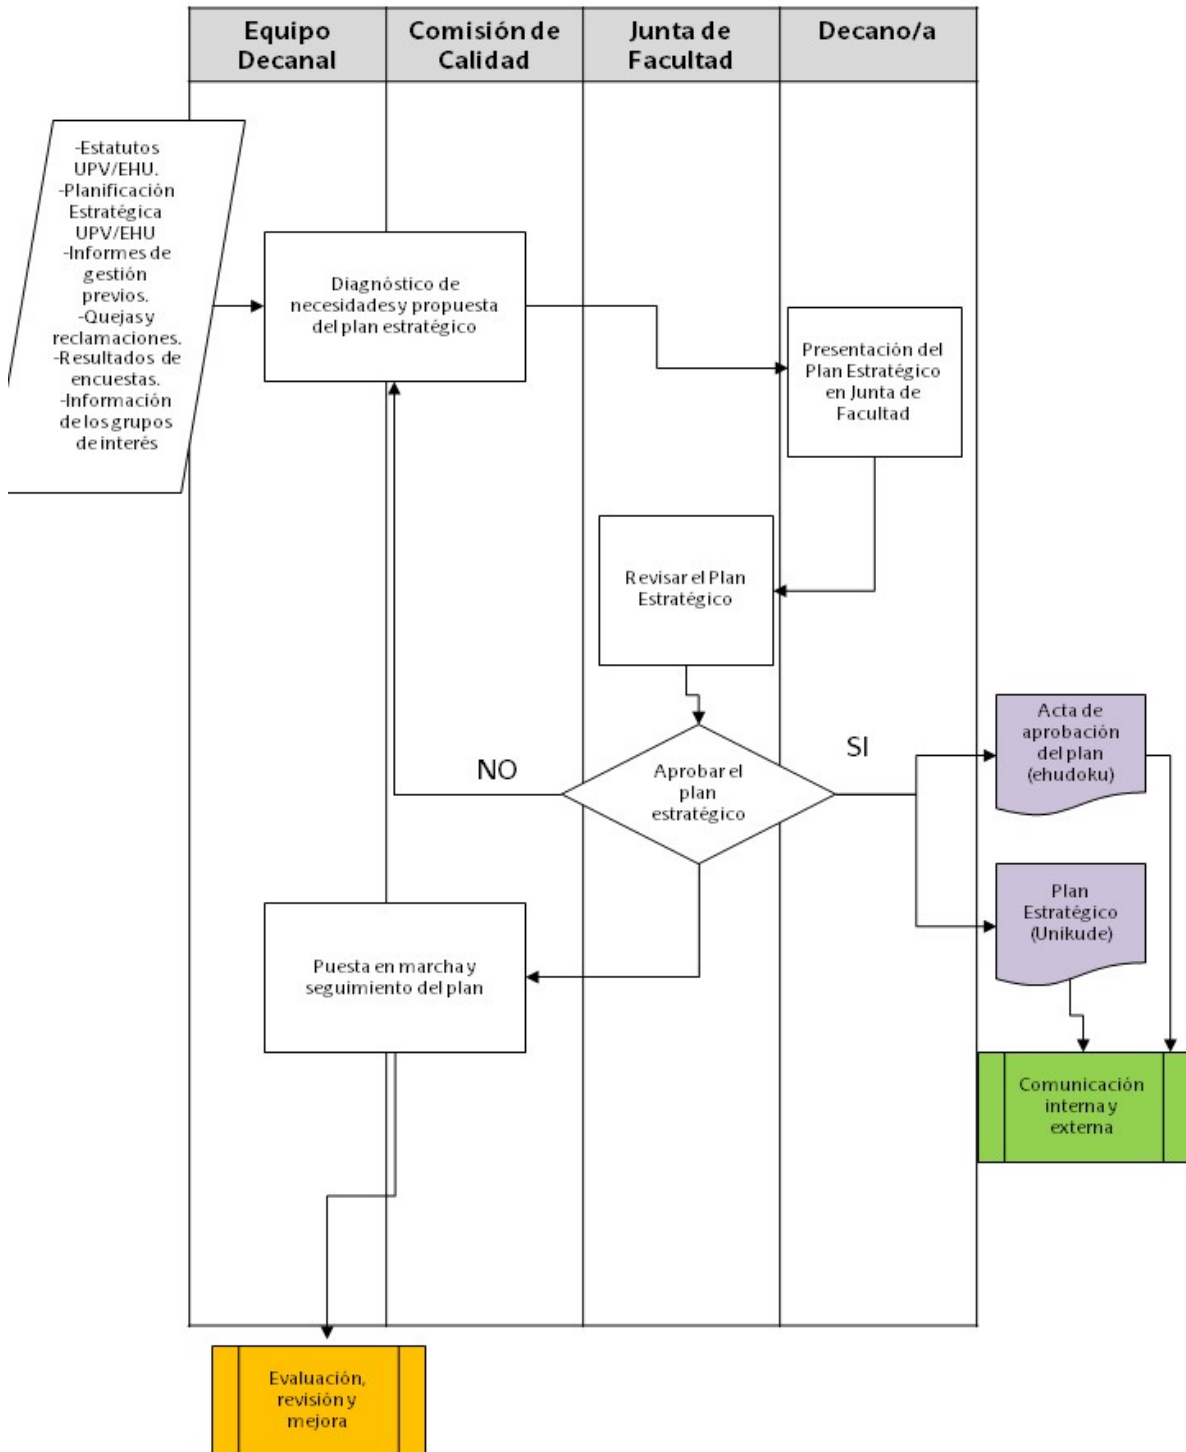 Equipo
Decanal
Comisión de
Calidad
Junta de
Facultad
Decano/a
-Estatutos
UPV/EHU.
-Planificación
Estratégica
UPV/EHU
-Informes de
gestión
previos.
-Quejas y
reclamaciones.
-Resultados de
encuestas.
-Información
de los grupos
de interés
Diagnóstico de
necesidades y propuesta
del plan estratégico
Presentación del
Plan Estratégico
en Junta de
Facultad
Revisar el Plan
Estratégico
Aprobar el
plan
estratégico
NO
SI
Acta de
aprobación
del plan
(ehudoku)
Plan
Estratégico
(Unikude)
Puesta en marcha y
seguimiento del plan
Comunicación
interna y
externa
Evaluación,
revisión y
mejora